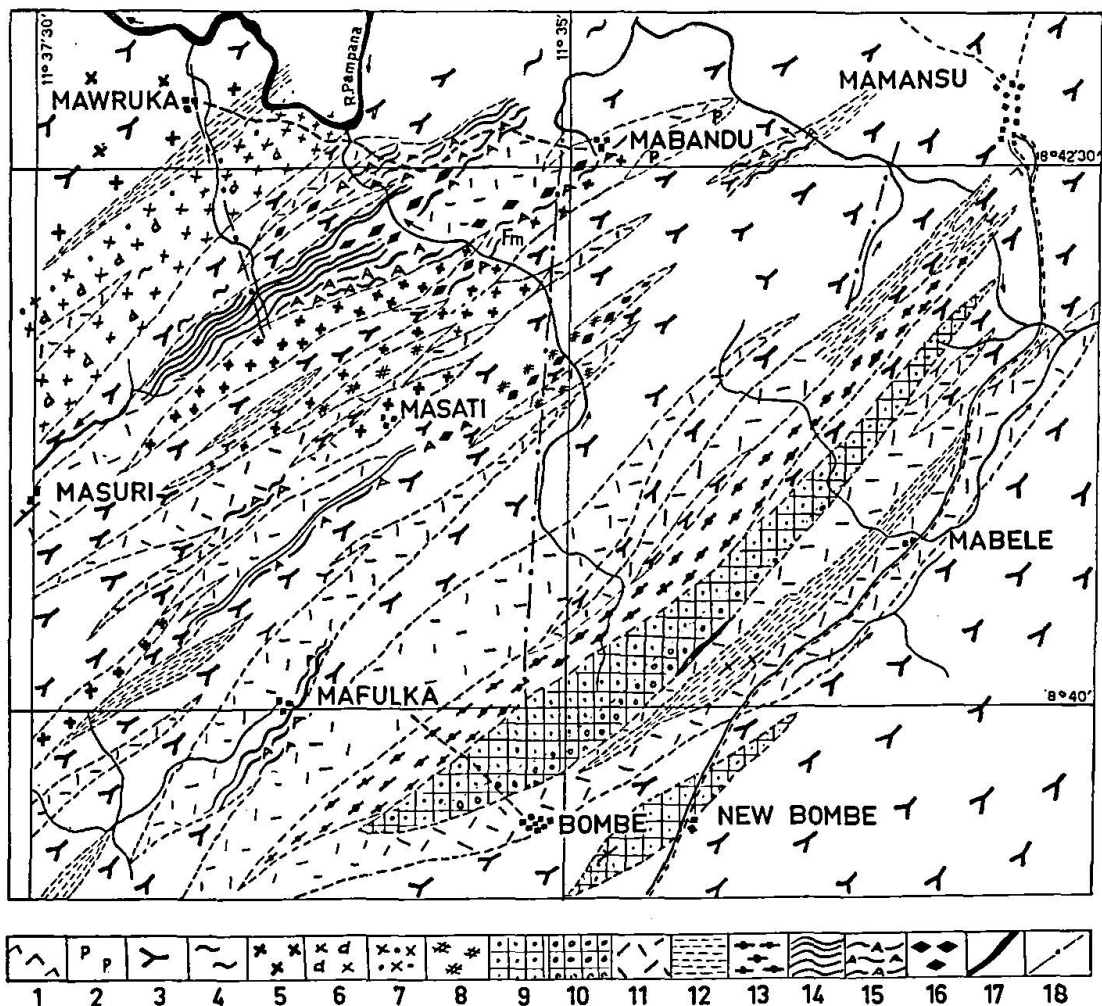 11° 37' 30"
11° 35'
R. Pampana
MAWRUKA
MAMANSU
P
MABANDU
P
8° 42' 30"
Fm
MASATI
MASURI
MABELE
MAFULKA
8° 40'
BOMBE
NEW BOMBE
1 2 3 4 5 6 7 8 9 10 11 12 13 14 15 16 17 18